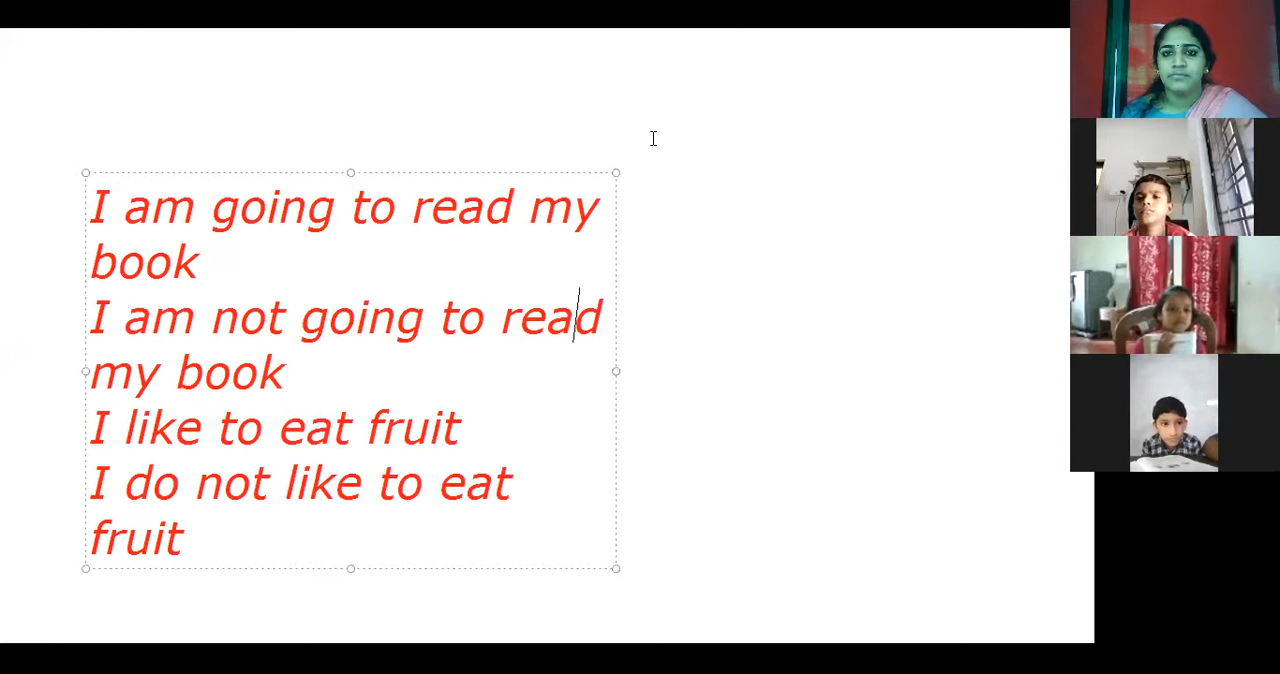 I am going to read my
book
I am not going to read
my book
I like to eat fruit
I do not like to eat
fruit